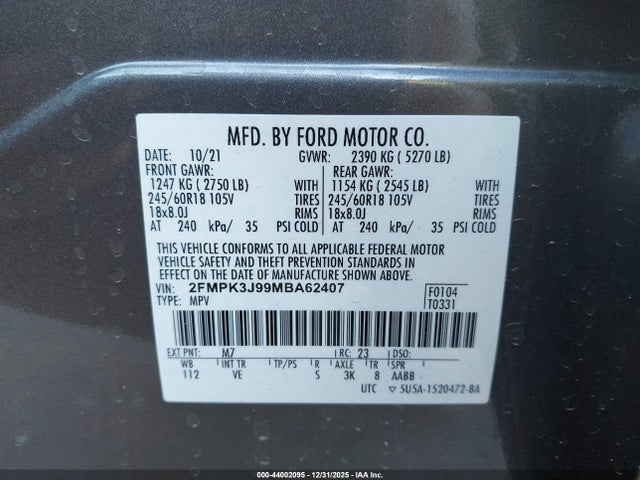 MFD. BY FORD MOTOR CO.
DATE: 10/21 GVWR: 2390 KG ( 5270 LB)
FRONT GAWR: REAR GAWR:
1247 KG ( 2750 LB) WITH 1154 KG ( 2545 LB) WITH
245/60R18 105V TIRES 245/60R18 105V TIRES
18x8.0J RIMS 18x8.0J RIMS
AT 240 kPa/ 35 PSI COLD AT 240 kPa/ 35 PSI COLD
THIS VEHICLE CONFORMS TO ALL APPLICABLE FEDERAL MOTOR
VEHICLE SAFETY AND THEFT PREVENTION STANDARDS IN
EFFECT ON THE DATE OF MANUFACTURE SHOWN ABOVE.
VIN: 2FMPK3J99MBA62407 F0104
TYPE: MPV T0331
EXT PNT: M7 RC: 23 DSO:
WB INT TR TP/PS R AXLE TR SPR
112 VE S 3K 8 AABB
UTC ▽ 5U5A-1520472-BA
000-44002095 - 12/31/2025 - IAA Inc.